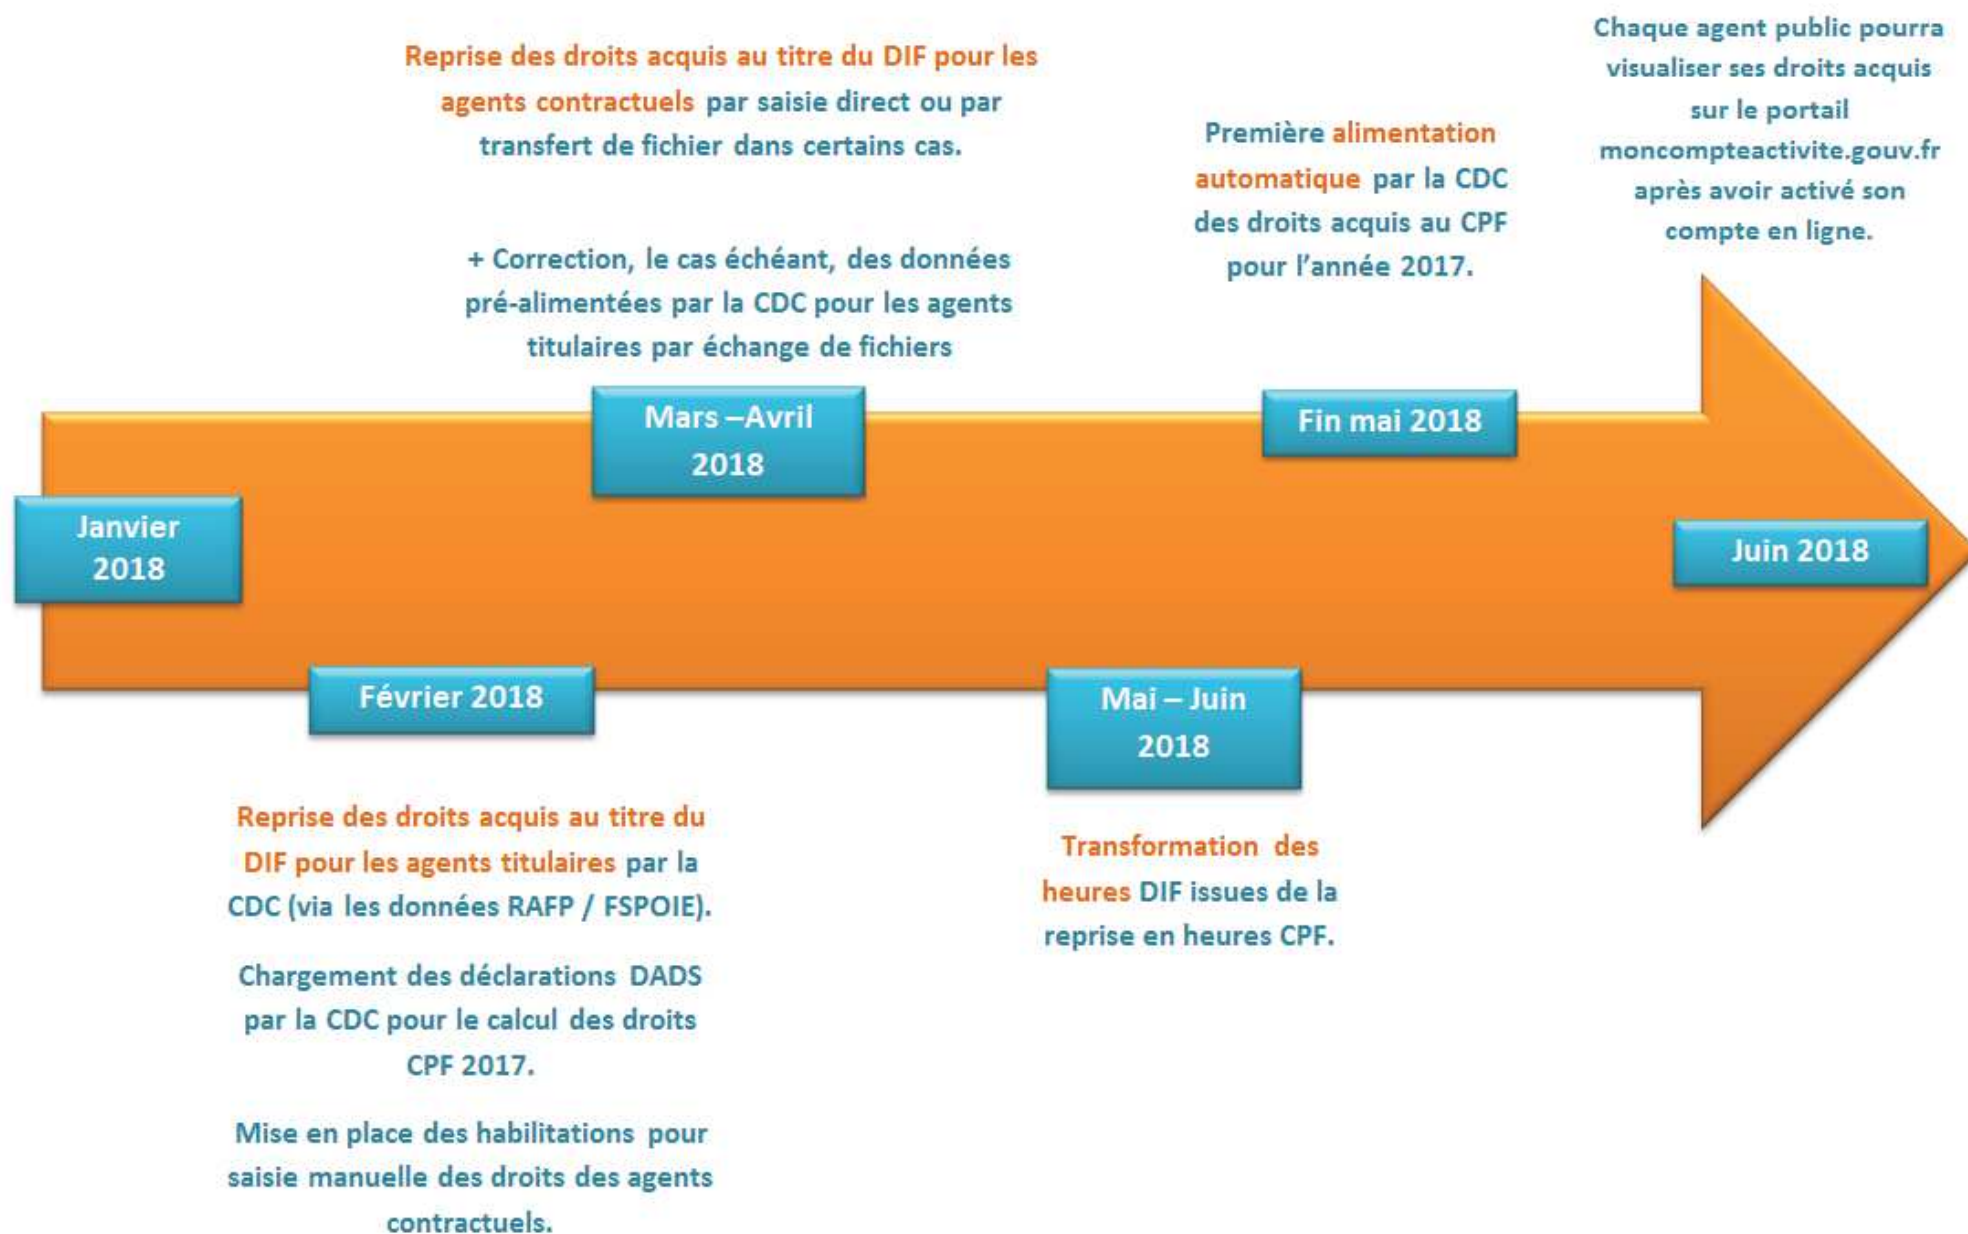 Reprise des droits acquis au titre du DIF pour les
agents contractuels par saisie direct ou par
transfert de fichier dans certains cas.
+ Correction, le cas échéant, des données
pré-alimentées par la CDC pour les agents
titulaires par échange de fichiers
Première alimentation
automatique par la CDC
des droits acquis au CPF
pour l'année 2017.
Chaque agent public pourra
visualiser ses droits acquis
sur le portail
moncompteactivite.gouv.fr
après avoir activé son
compte en ligne.
Janvier
2018
Mars –Avril
2018
Fin mai 2018
Juin 2018
Février 2018
Mai – Juin
2018
Reprise des droits acquis au titre du
DIF pour les agents titulaires par la
CDC (via les données RAFP / FSPOIE).
Chargement des déclarations DADS
par la CDC pour le calcul des droits
CPF 2017.
Mise en place des habilitations pour
saisie manuelle des droits des agents
contractuels.
Transformation des
heures DIF issues de la
reprise en heures CPF.